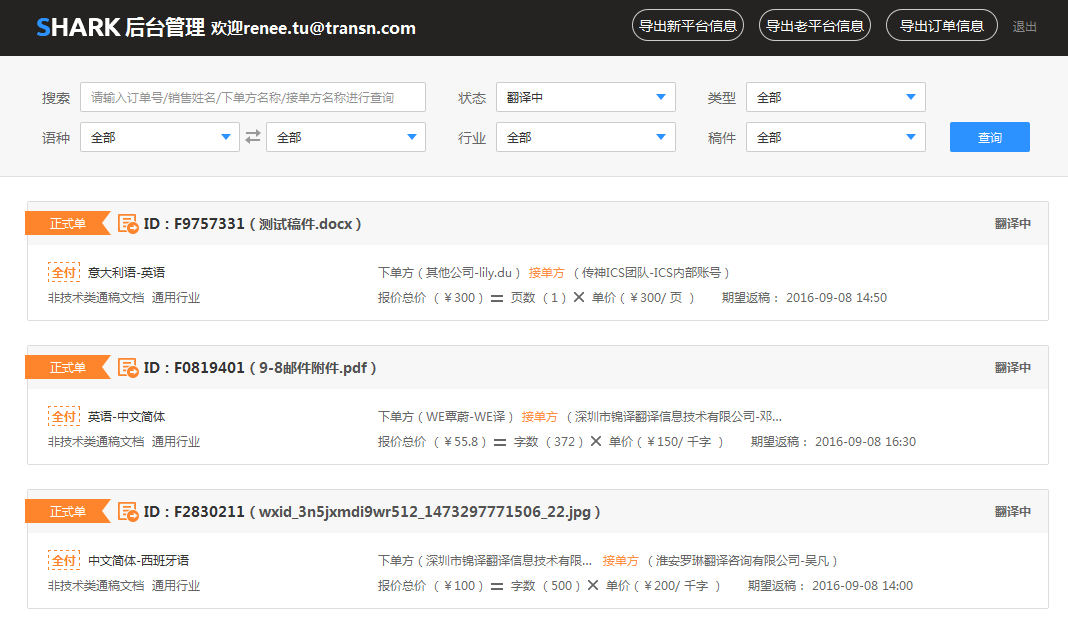 SHARK 后台管理 欢迎renee.tu@transn.com 导出新平台信息 导出老平台信息 导出订单信息 退出
搜索 请输入订单号/销售姓名/下单方名称/接单方名称进行查询 状态 翻译中 类型 全部
语种 全部 全部 行业 全部 稿件 全部 查询
正式单 ID：F9757331 ( 测试稿件.docx ) 翻译中
全付 意大利语-英语 下单方 ( 其他公司-lily.du ) 接单方 ( 传神ICS团队-ICS内部账号 )
非技术类通稿文档 通用行业 报价总价 ( ￥300 ) = 页数 ( 1 ) × 单价 ( ￥300/ 页 ) 期望返稿： 2016-09-08 14:50
正式单 ID：F0819401 ( 9-8邮件附件.pdf ) 翻译中
全付 英语-中文简体 下单方 ( WE覃蔚-WE译 ) 接单方 ( 深圳市锦译翻译信息技术有限公司-邓...
非技术类通稿文档 通用行业 报价总价 ( ￥55.8 ) = 字数 ( 372 ) × 单价 ( ￥150/ 千字 ) 期望返稿： 2016-09-08 16:30
正式单 ID：F2830211 ( wxid_3n5jxmdi9wr512_1473297771506_22.jpg ) 翻译中
全付 中文简体-西班牙语 下单方 ( 深圳市锦译翻译信息技术有限... 接单方 ( 淮安罗琳翻译咨询有限公司-吴凡 )
非技术类通稿文档 通用行业 报价总价 ( ￥100 ) = 字数 ( 500 ) × 单价 ( ￥200/ 千字 ) 期望返稿： 2016-09-08 14:00